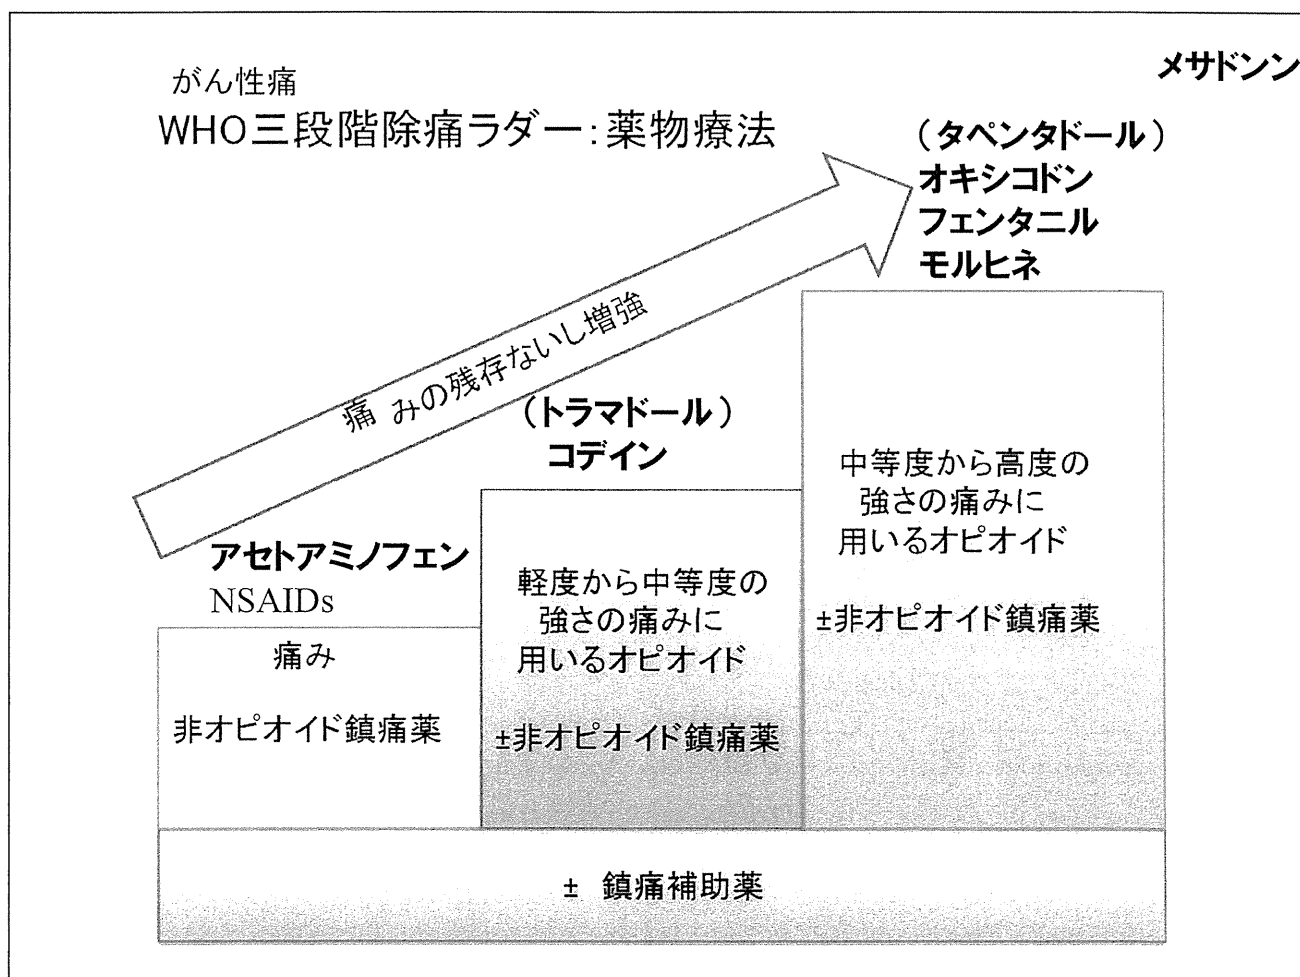 がん性痛
WHO三段階除痛ラダー：薬物療法
メサドンン
（タペンタドール）
オキシコドン
フェンタニル
モルヒネ
痛 みの残存ないし増強
（トラマドール）
コデイン
アセトアミノフェン
NSAIDs
痛み
非オピオイド鎮痛薬
軽度から中等度の
強さの痛みに
用いるオピオイド
±非オピオイド鎮痛薬
中等度から高度の
強さの痛みに
用いるオピオイド
±非オピオイド鎮痛薬
± 鎮痛補助薬